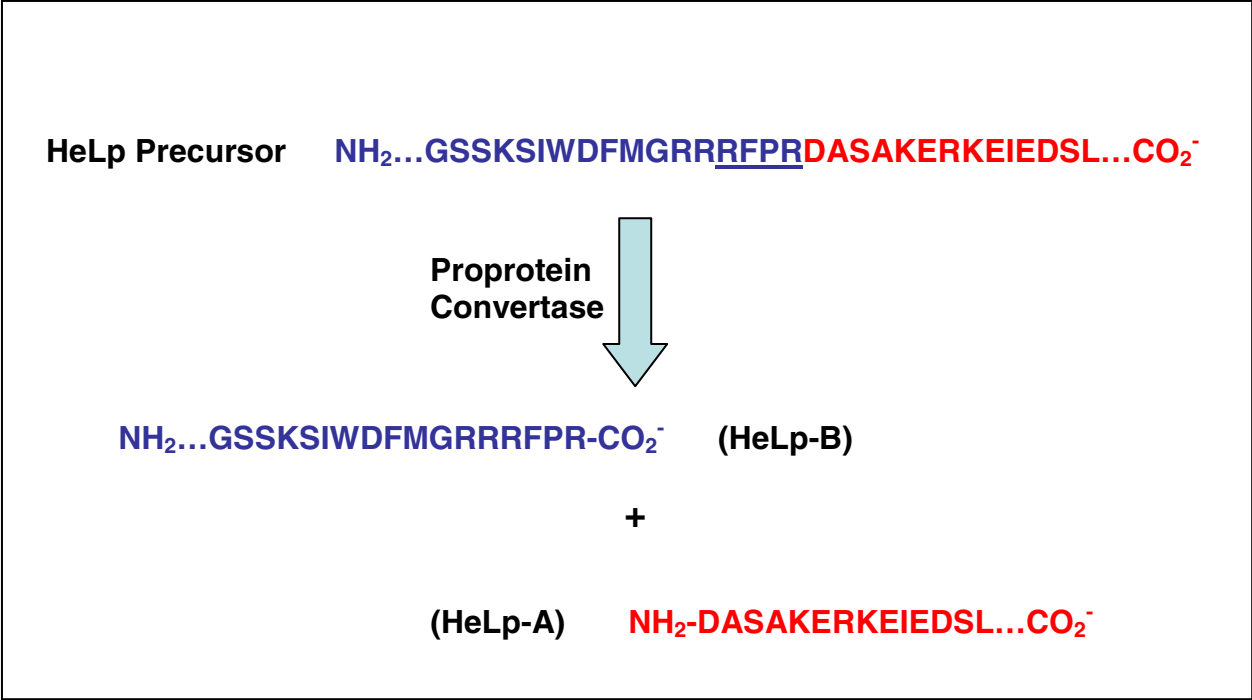 HeLp Precursor NH₂...GSSKSIWDFMGRRRFPRDASAKERKEIEDSL...CO₂⁻
Proprotein
Convertase
NH₂...GSSKSIWDFMGRRRFPR-CO₂⁻ (HeLp-B)
+
(HeLp-A) NH₂-DASAKERKEIEDSL...CO₂⁻